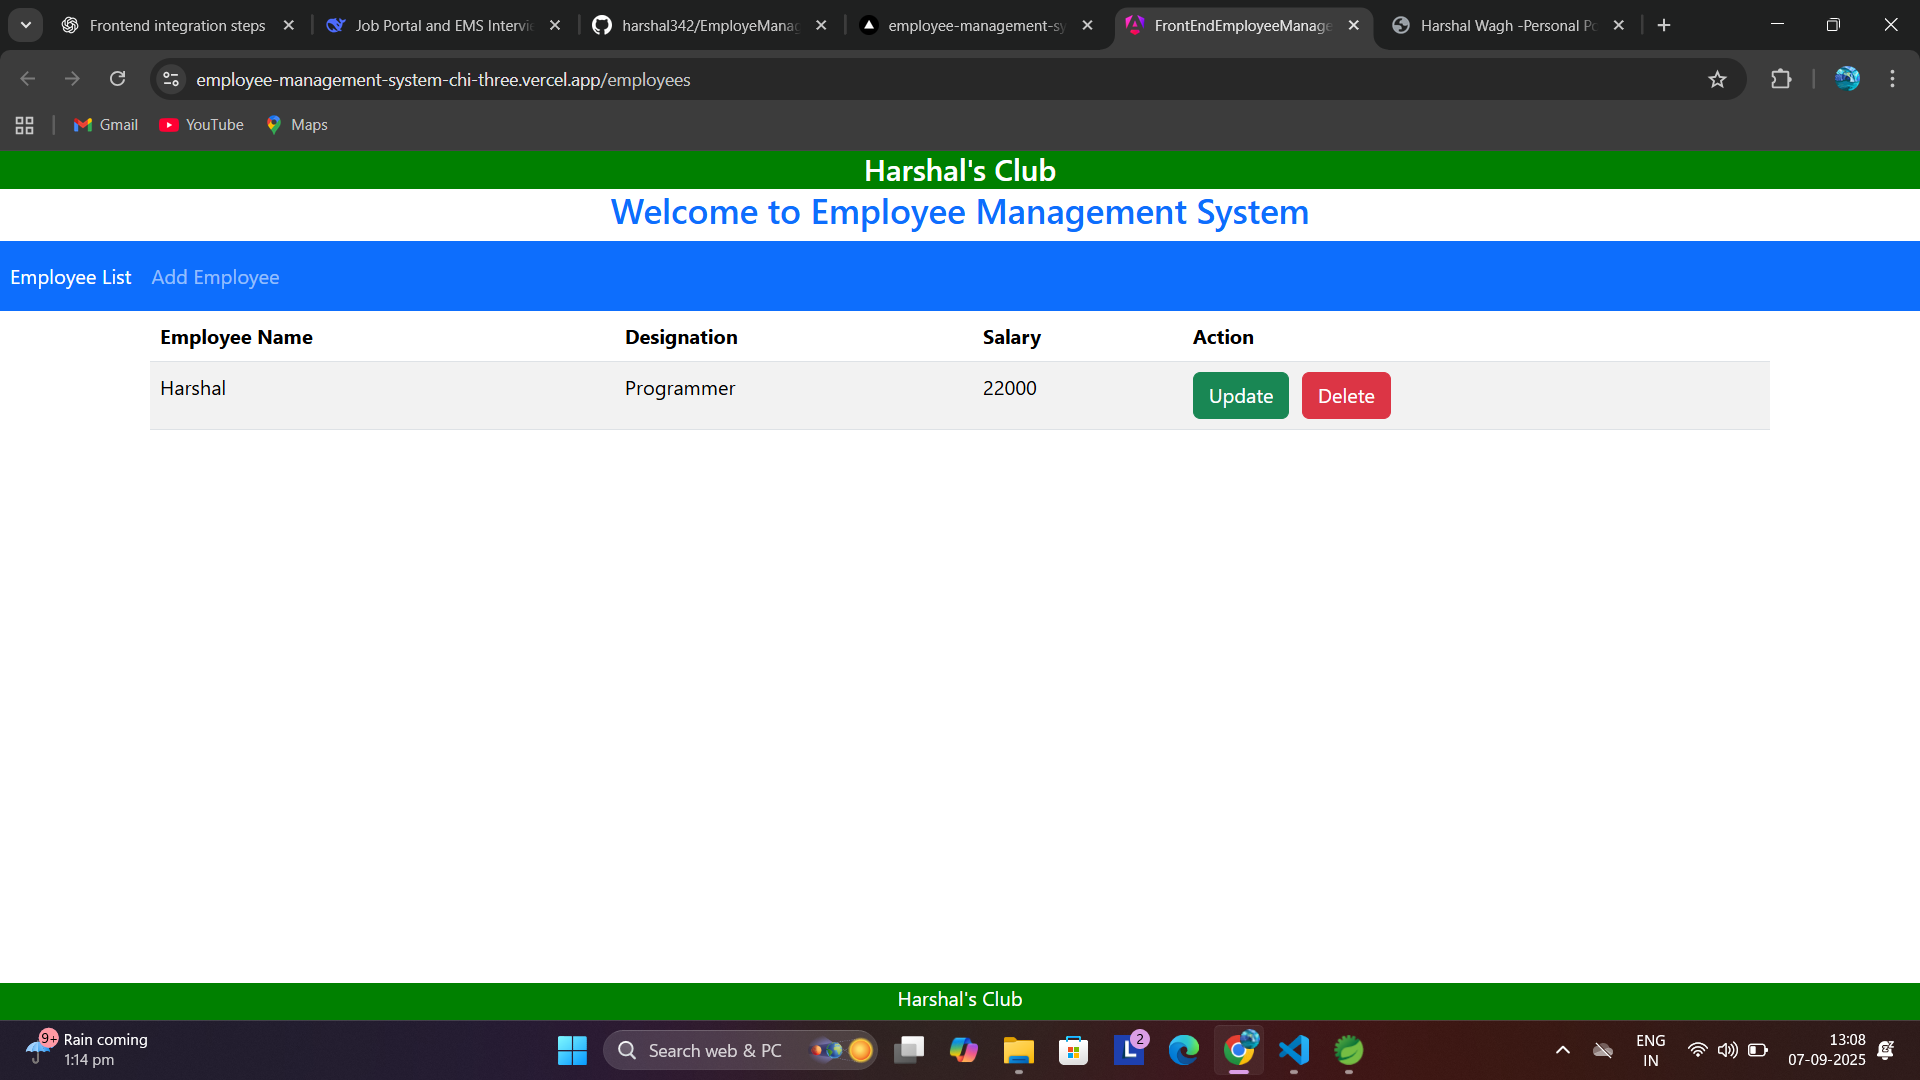 Frontend integration steps
Job Portal and EMS Intervie
harshal342/EmployeManag
employee-management-sy
FrontEndEmployeeManage
Harshal Wagh -Personal Po
employee-management-system-chi-three.vercel.app/employees
Gmail
YouTube
Maps
Harshal's Club
Welcome to Employee Management System
Employee List
Add Employee
Employee Name Designation Salary Action
Harshal Programmer 22000 Update Delete
Harshal's Club
9+
Rain coming
1:14 pm
Search web & PC
L
2
ENG
IN
13:08
07-09-2025